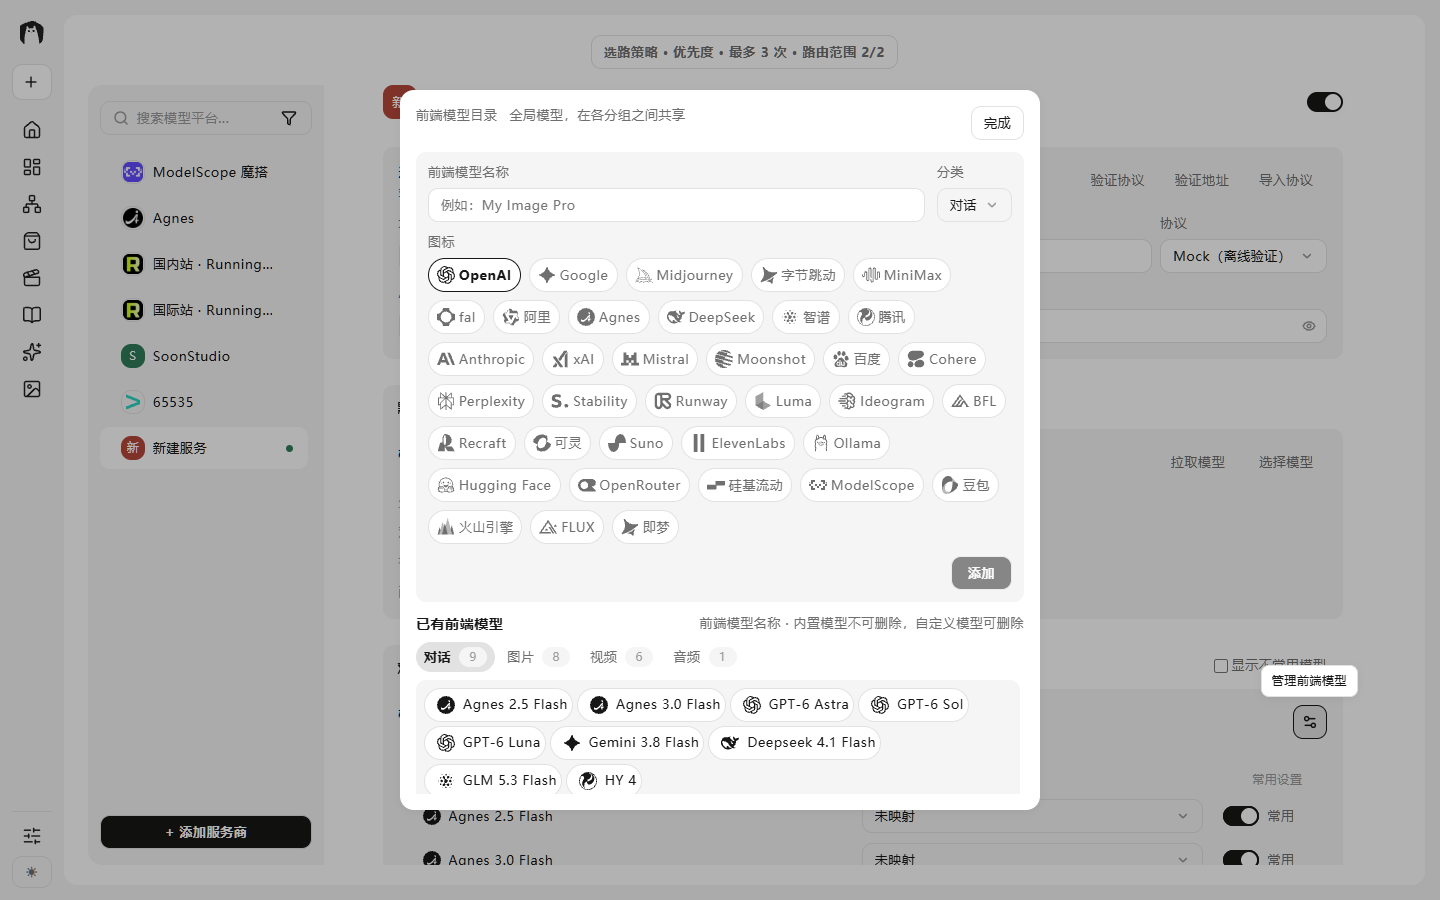 选路策略 • 优先度 • 最多 3 次 • 路由范围 2/2
搜索模型平台...
ModelScope 魔搭
Agnes
国内站 · Running...
国际站 · Running...
S SoonStudio
65535
新 新建服务
+ 添加服务商
前端模型目录 全局模型，在各分组之间共享
完成
前端模型名称
分类
例如：My Image Pro
对话
图标
OpenAI Google Midjourney 字节跳动 MiniMax
fal 阿里 Agnes DeepSeek 智谱 腾讯
Anthropic xAI Mistral Moonshot 百度 Cohere
Perplexity Stability Runway Luma Ideogram BFL
Recraft 可灵 Suno ElevenLabs Ollama
Hugging Face OpenRouter 硅基流动 ModelScope 豆包
火山引擎 FLUX 即梦
添加
已有前端模型
前端模型名称 · 内置模型不可删除，自定义模型可删除
对话 9 图片 8 视频 6 音频 1
Agnes 2.5 Flash Agnes 3.0 Flash GPT-6 Astra GPT-6 Sol
GPT-6 Luna Gemini 3.8 Flash Deepseek 4.1 Flash
GLM 5.3 Flash HY 4
验证协议 验证地址 导入协议
协议
Mock（离线验证）
拉取模型 选择模型
显示不常用模型
管理前端模型
常用设置
Agnes 2.5 Flash 未映射 常用
Agnes 3.0 Flash 未映射 常用